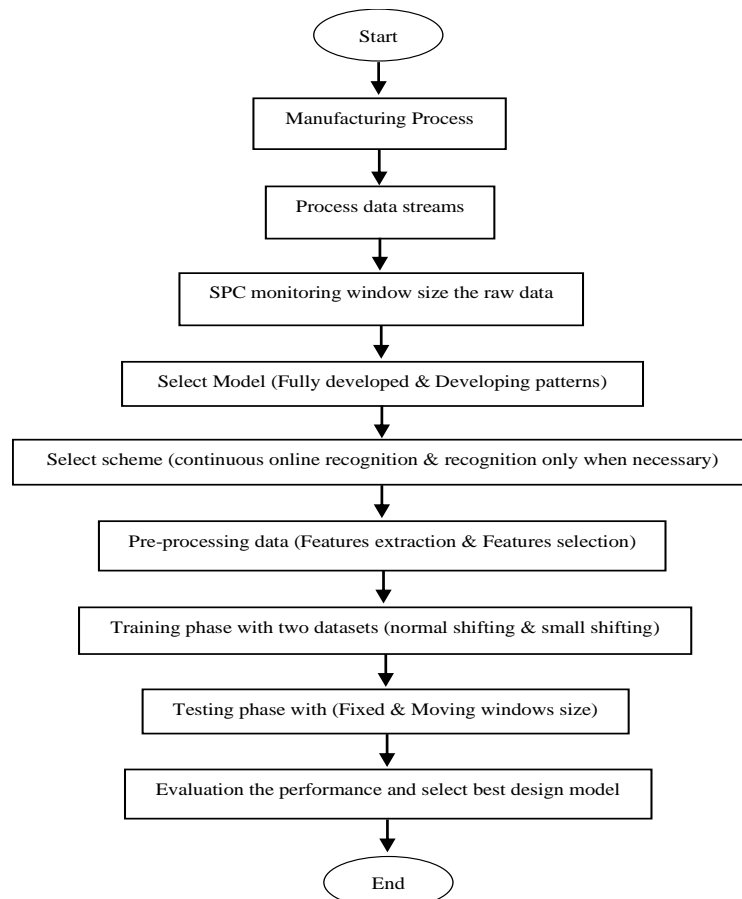 Start
Manufacturing Process
Process data streams
SPC monitoring window size the raw data
Select Model (Fully developed & Developing patterns)
Select scheme (continuous online recognition & recognition only when necessary)
Pre-processing data (Features extraction & Features selection)
Training phase with two datasets (normal shifting & small shifting)
Testing phase with (Fixed & Moving windows size)
Evaluation the performance and select best design model
End